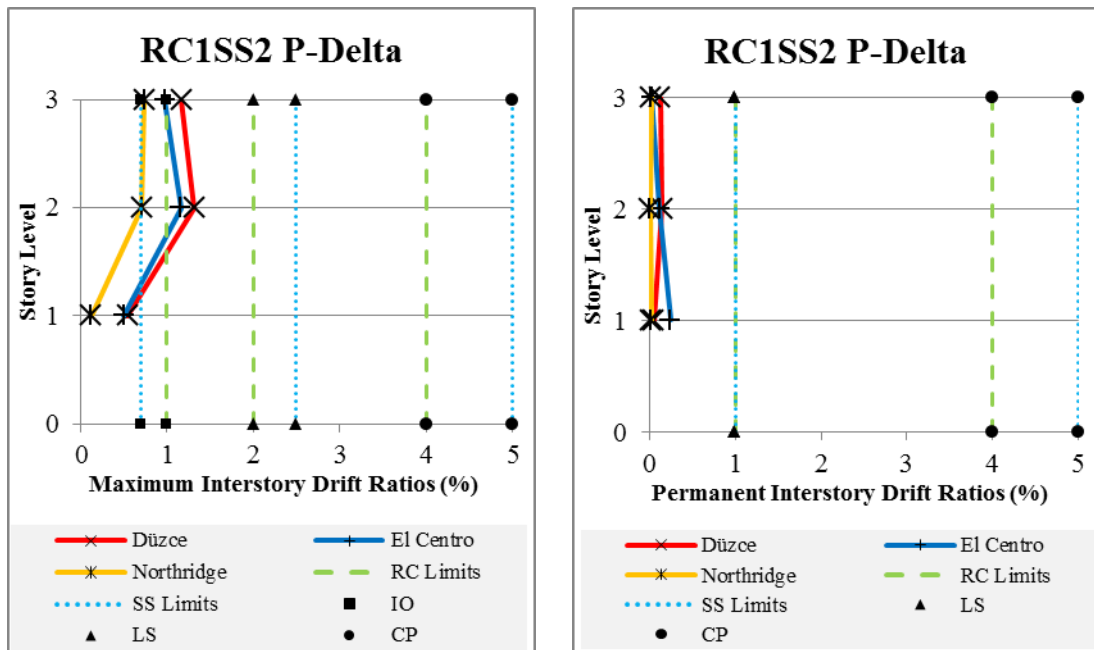 RC1SS2 P-Delta
3
2
1
0
Story Level
0 1 2 3 4 5
Maximum Interstory Drift Ratios (%)
Düzce El Centro
Northridge RC Limits
SS Limits IO
LS CP
RC1SS2 P-Delta
3
2
1
0
Story Level
0 1 2 3 4 5
Permanent Interstory Drift Ratios (%)
Düzce El Centro
Northridge RC Limits
SS Limits LS
CP